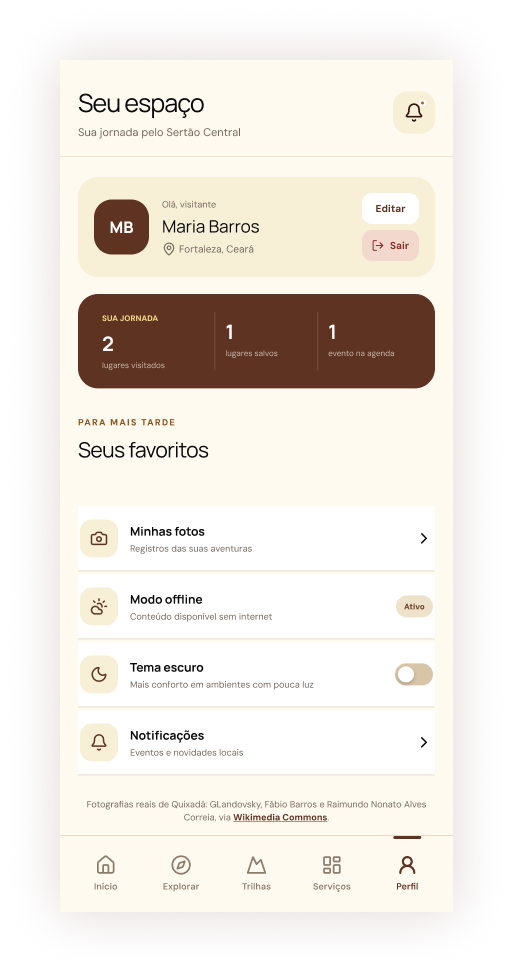 Seu espaço
Sua jornada pelo Sertão Central
MB
Olá, visitante
Maria Barros
Fortaleza, Ceará
Editar
Sair
SUA JORNADA
2
lugares visitados
1
lugares salvos
1
evento na agenda
PARA MAIS TARDE
Seus favoritos
Minhas fotos
Registros das suas aventuras
Modo offline
Conteúdo disponível sem internet
Ativo
Tema escuro
Mais conforto em ambientes com pouca luz
Notificações
Eventos e novidades locais
Fotografias reais de Quixadá: GLandovsky, Fábio Barros e Raimundo Nonato Alves
Correia, via Wikimedia Commons.
Início
Explorar
Trilhas
Serviços
Perfil